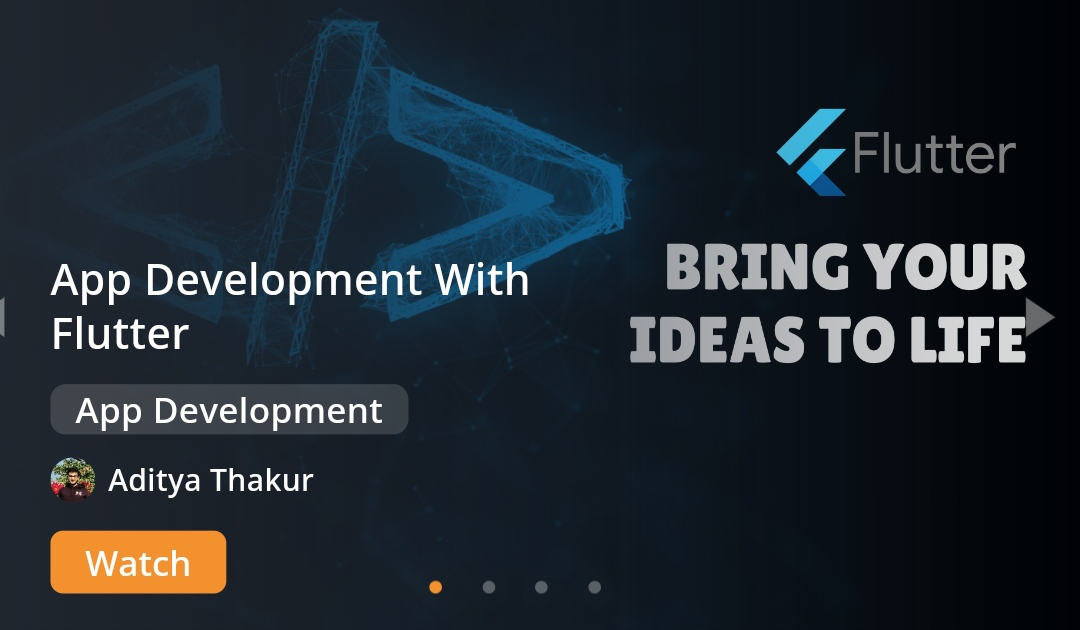 Flutter
BRING YOUR
IDEAS TO LIFE
App Development With
Flutter
App Development
Aditya Thakur
Watch